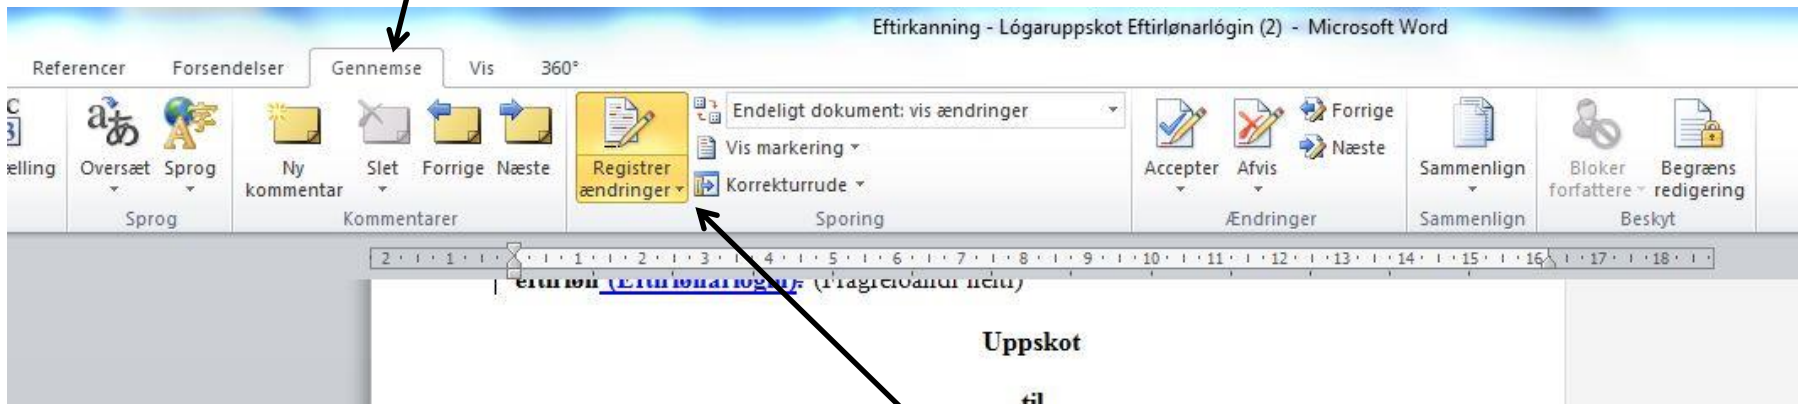 Eftirkanning - Lógaruppskot Eftirlønarlógin (2) - Microsoft Word
Referencer Forsendelser Gennemse Vis 360°
Oversæt Sprog
Ny kommentar
Slet Forrige Næste
Registrer ændringer
Endeligt dokument: vis ændringer
Vis markering
Korrekturrude
Accepter Afvis
Forrige
Næste
Sammenlign
Bloker forfattere
Begræns redigering
Sprog Kommentarer Sporing Ændringer Sammenlign Beskyt
2 1 1 2 3 4 5 6 7 8 9 10 11 12 13 14 15 16 17 18
eftirløn (Eftirlønarlógin).
Uppskot
til